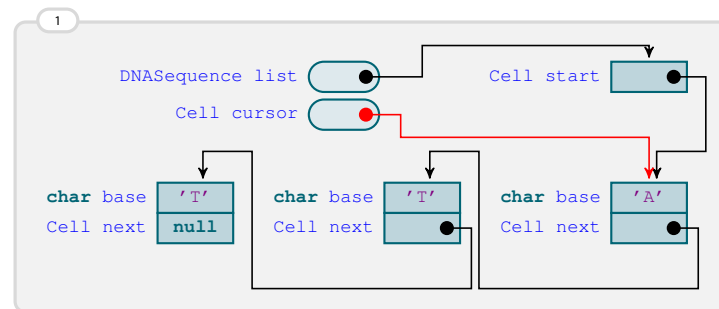 1
DNASequence list
Cell start
Cell cursor
char base 'T' char base 'T' char base 'A'
Cell next null Cell next Cell next